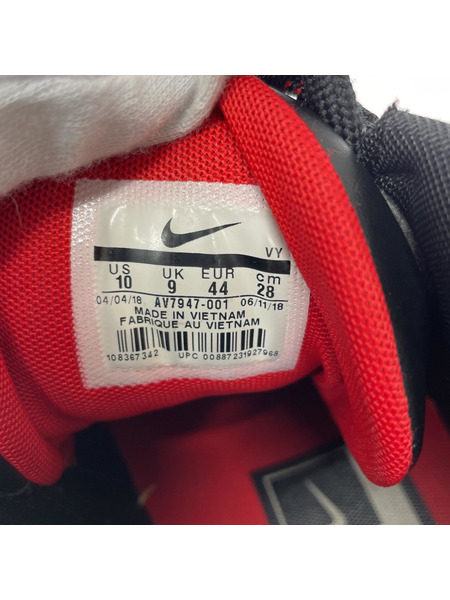 VY
US UK EUR cm
10 9 44 28
04/04/18 AV7947-001 06/11/18
MADE IN VIETNAM
FABRIQUE AU VIETNAM
108367342 UPC 00887231927968